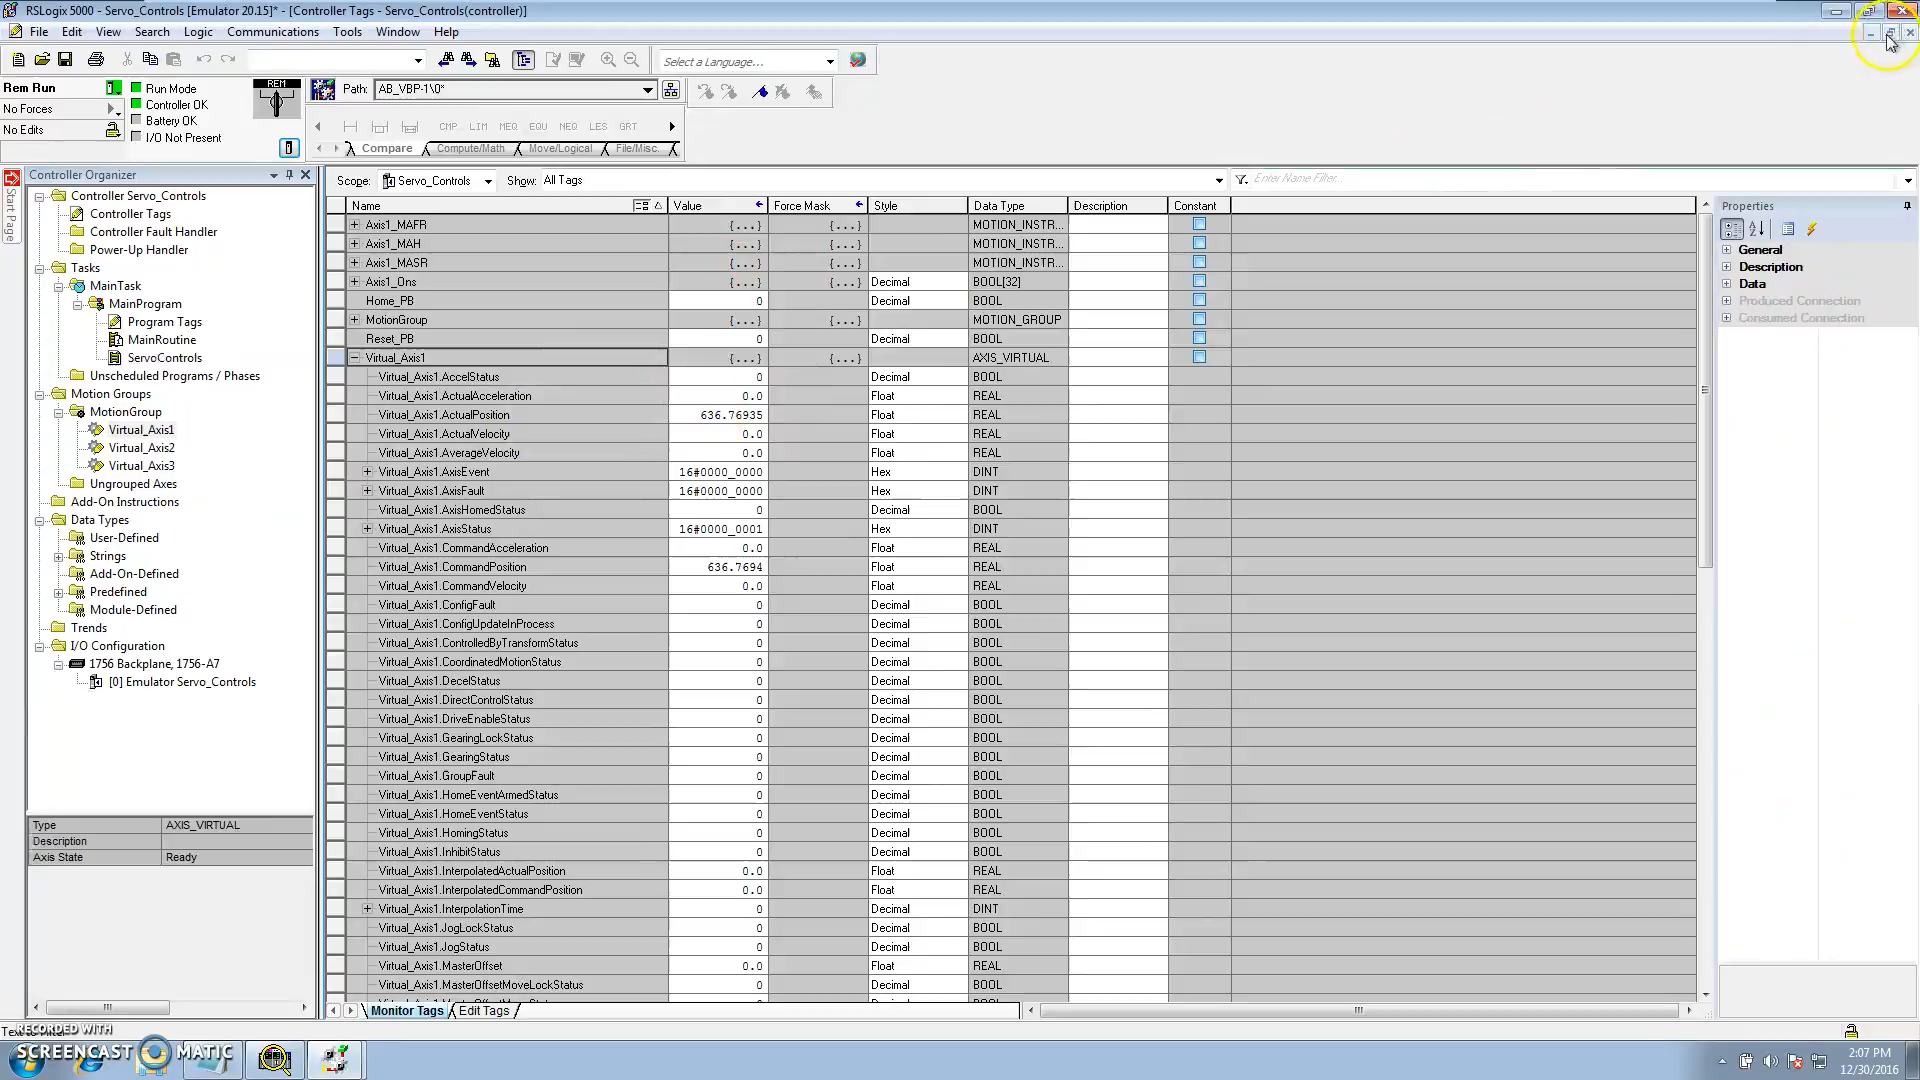 RSLogix 5000 - Servo_Controls [Emulator 20.15]* - [Controller Tags - Servo_Controls(controller)]
File Edit View Search Logic Communications Tools Window Help
Select a Language...
Rem Run
No Forces
No Edits
Run Mode
Controller OK
Battery OK
I/O Not Present
REM
Path: AB_VBP-1\0*
CMP LIM MEQ EQU NEQ LES GRT
Compare Compute/Math Move/Logical File/Misc.
Start Page
Controller Organizer
Controller Servo_Controls
Controller Tags
Controller Fault Handler
Power-Up Handler
Tasks
MainTask
MainProgram
Program Tags
MainRoutine
ServoControls
Unscheduled Programs / Phases
Motion Groups
MotionGroup
Virtual_Axis1
Virtual_Axis2
Virtual_Axis3
Ungrouped Axes
Add-On Instructions
Data Types
User-Defined
Strings
Add-On-Defined
Predefined
Module-Defined
Trends
I/O Configuration
1756 Backplane, 1756-A7
[0] Emulator Servo_Controls
Type AXIS_VIRTUAL
Description
Axis State Ready
Scope: Servo_Controls Show: All Tags Enter Name Filter...
Name Value Force Mask Style Data Type Description Constant
Axis1_MAFR {...} {...} MOTION_INSTR...
Axis1_MAH {...} {...} MOTION_INSTR...
Axis1_MASR {...} {...} MOTION_INSTR...
Axis1_Ons {...} {...} Decimal BOOL[32]
Home_PB 0 Decimal BOOL
MotionGroup {...} {...} MOTION_GROUP
Reset_PB 0 Decimal BOOL
Virtual_Axis1 {...} {...} AXIS_VIRTUAL
Virtual_Axis1.AccelStatus 0 Decimal BOOL
Virtual_Axis1.ActualAcceleration 0.0 Float REAL
Virtual_Axis1.ActualPosition 636.76935 Float REAL
Virtual_Axis1.ActualVelocity 0.0 Float REAL
Virtual_Axis1.AverageVelocity 0.0 Float REAL
Virtual_Axis1.AxisEvent 16#0000_0000 Hex DINT
Virtual_Axis1.AxisFault 16#0000_0000 Hex DINT
Virtual_Axis1.AxisHomedStatus 0 Decimal BOOL
Virtual_Axis1.AxisStatus 16#0000_0001 Hex DINT
Virtual_Axis1.CommandAcceleration 0.0 Float REAL
Virtual_Axis1.CommandPosition 636.7694 Float REAL
Virtual_Axis1.CommandVelocity 0.0 Float REAL
Virtual_Axis1.ConfigFault 0 Decimal BOOL
Virtual_Axis1.ConfigUpdateInProcess 0 Decimal BOOL
Virtual_Axis1.ControlledByTransformStatus 0 Decimal BOOL
Virtual_Axis1.CoordinatedMotionStatus 0 Decimal BOOL
Virtual_Axis1.DecelStatus 0 Decimal BOOL
Virtual_Axis1.DirectControlStatus 0 Decimal BOOL
Virtual_Axis1.DriveEnableStatus 0 Decimal BOOL
Virtual_Axis1.GearingLockStatus 0 Decimal BOOL
Virtual_Axis1.GearingStatus 0 Decimal BOOL
Virtual_Axis1.GroupFault 0 Decimal BOOL
Virtual_Axis1.HomeEventArmedStatus 0 Decimal BOOL
Virtual_Axis1.HomeEventStatus 0 Decimal BOOL
Virtual_Axis1.HomingStatus 0 Decimal BOOL
Virtual_Axis1.InhibitStatus 0 Decimal BOOL
Virtual_Axis1.InterpolatedActualPosition 0.0 Float REAL
Virtual_Axis1.InterpolatedCommandPosition 0.0 Float REAL
Virtual_Axis1.InterpolationTime 0 Decimal DINT
Virtual_Axis1.JogLockStatus 0 Decimal BOOL
Virtual_Axis1.JogStatus 0 Decimal BOOL
Virtual_Axis1.MasterOffset 0.0 Float REAL
Virtual_Axis1.MasterOffsetMoveLockStatus 0 Decimal BOOL
Monitor Tags Edit Tags
Properties
General
Description
Data
Produced Connection
Consumed Connection
RECORDED WITH
SCREENCAST MATIC
2:07 PM
12/30/2016